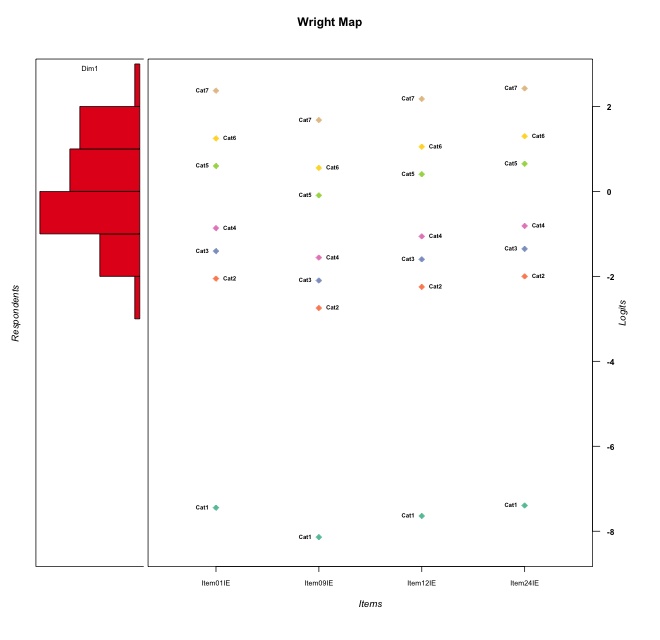 Wright Map
Dim1
Respondents
Cat7
Cat7
Cat7
Cat7
Cat6
Cat6
Cat6
Cat6
Cat5
Cat5
Cat5
Cat5
Cat4
Cat4
Cat4
Cat4
Cat3
Cat3
Cat3
Cat3
Cat2
Cat2
Cat2
Cat2
Cat1
Cat1
Cat1
Cat1
2
0
-2
-4
-6
-8
Logits
Item01IE Item09IE Item12IE Item24IE
Items